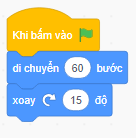 Khi bấm vào
di chuyển 60 bước
xoay 15 độ